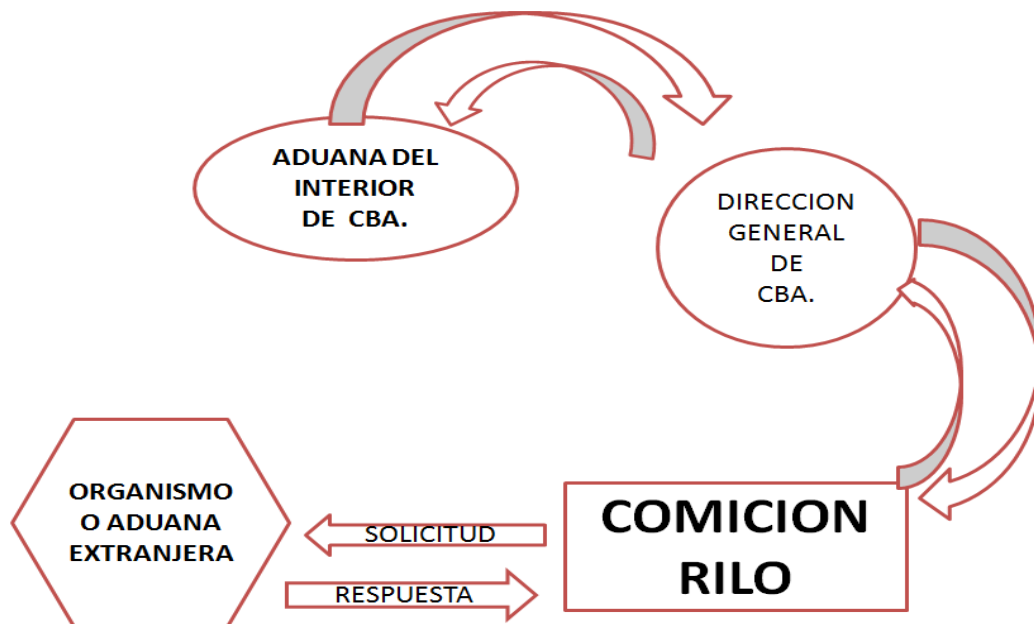 ADUANA DEL
INTERIOR
DE CBA.
DIRECCION
GENERAL
DE
CBA.
ORGANISMO
O ADUANA
EXTRANJERA
SOLICITUD
RESPUESTA
COMICION
RILO